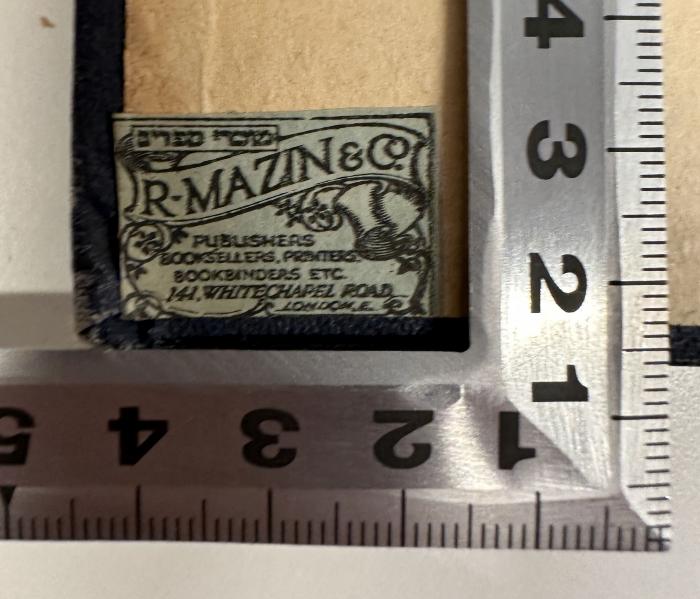 מוכרי ספרים
R·MAZIN & Co.
PUBLISHERS
BOOKSELLERS, PRINTERS,
BOOKBINDERS ETC.
141, WHITECHAPEL ROAD,
LONDON, E.
4
3
2
1
5 4 3 2 1